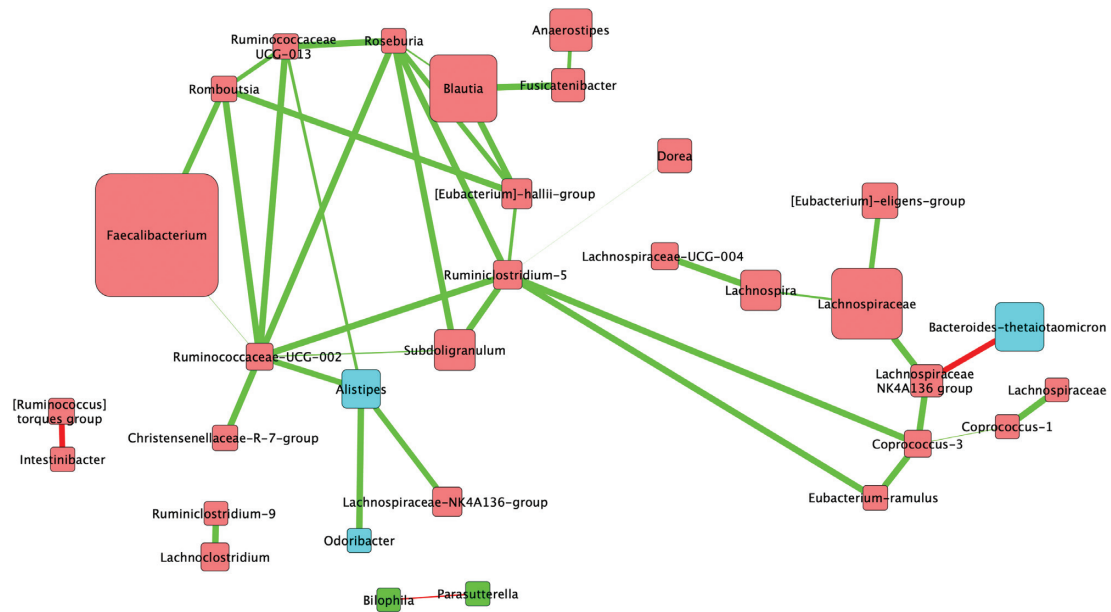 Anaerostipes
Ruminococcaceae
UCG-013
Roseburia
Romboutsia
Blautia
Fusicatenibacter
Dorea
[Eubacterium]-hallii-group
[Eubacterium]-eligens-group
Faecalibacterium
Lachnospiraceae-UCG-004
Ruminiclostridium-5
Lachnospira
Lachnospiraceae
Bacteroides-thetaiotaomicron
Ruminococcaceae-UCG-002
Subdoligranulum
Lachnospiraceae
NK4A136 group
Alistipes
Lachnospiraceae
[Ruminococcus]
torques group
Christensenellaceae-R-7-group
Coprococcus-1
Coprococcus-3
Intestinibacter
Lachnospiraceae-NK4A136-group
Eubacterium-ramulus
Ruminiclostridium-9
Odoribacter
Lachnoclostridium
Bilophila
Parasutterella